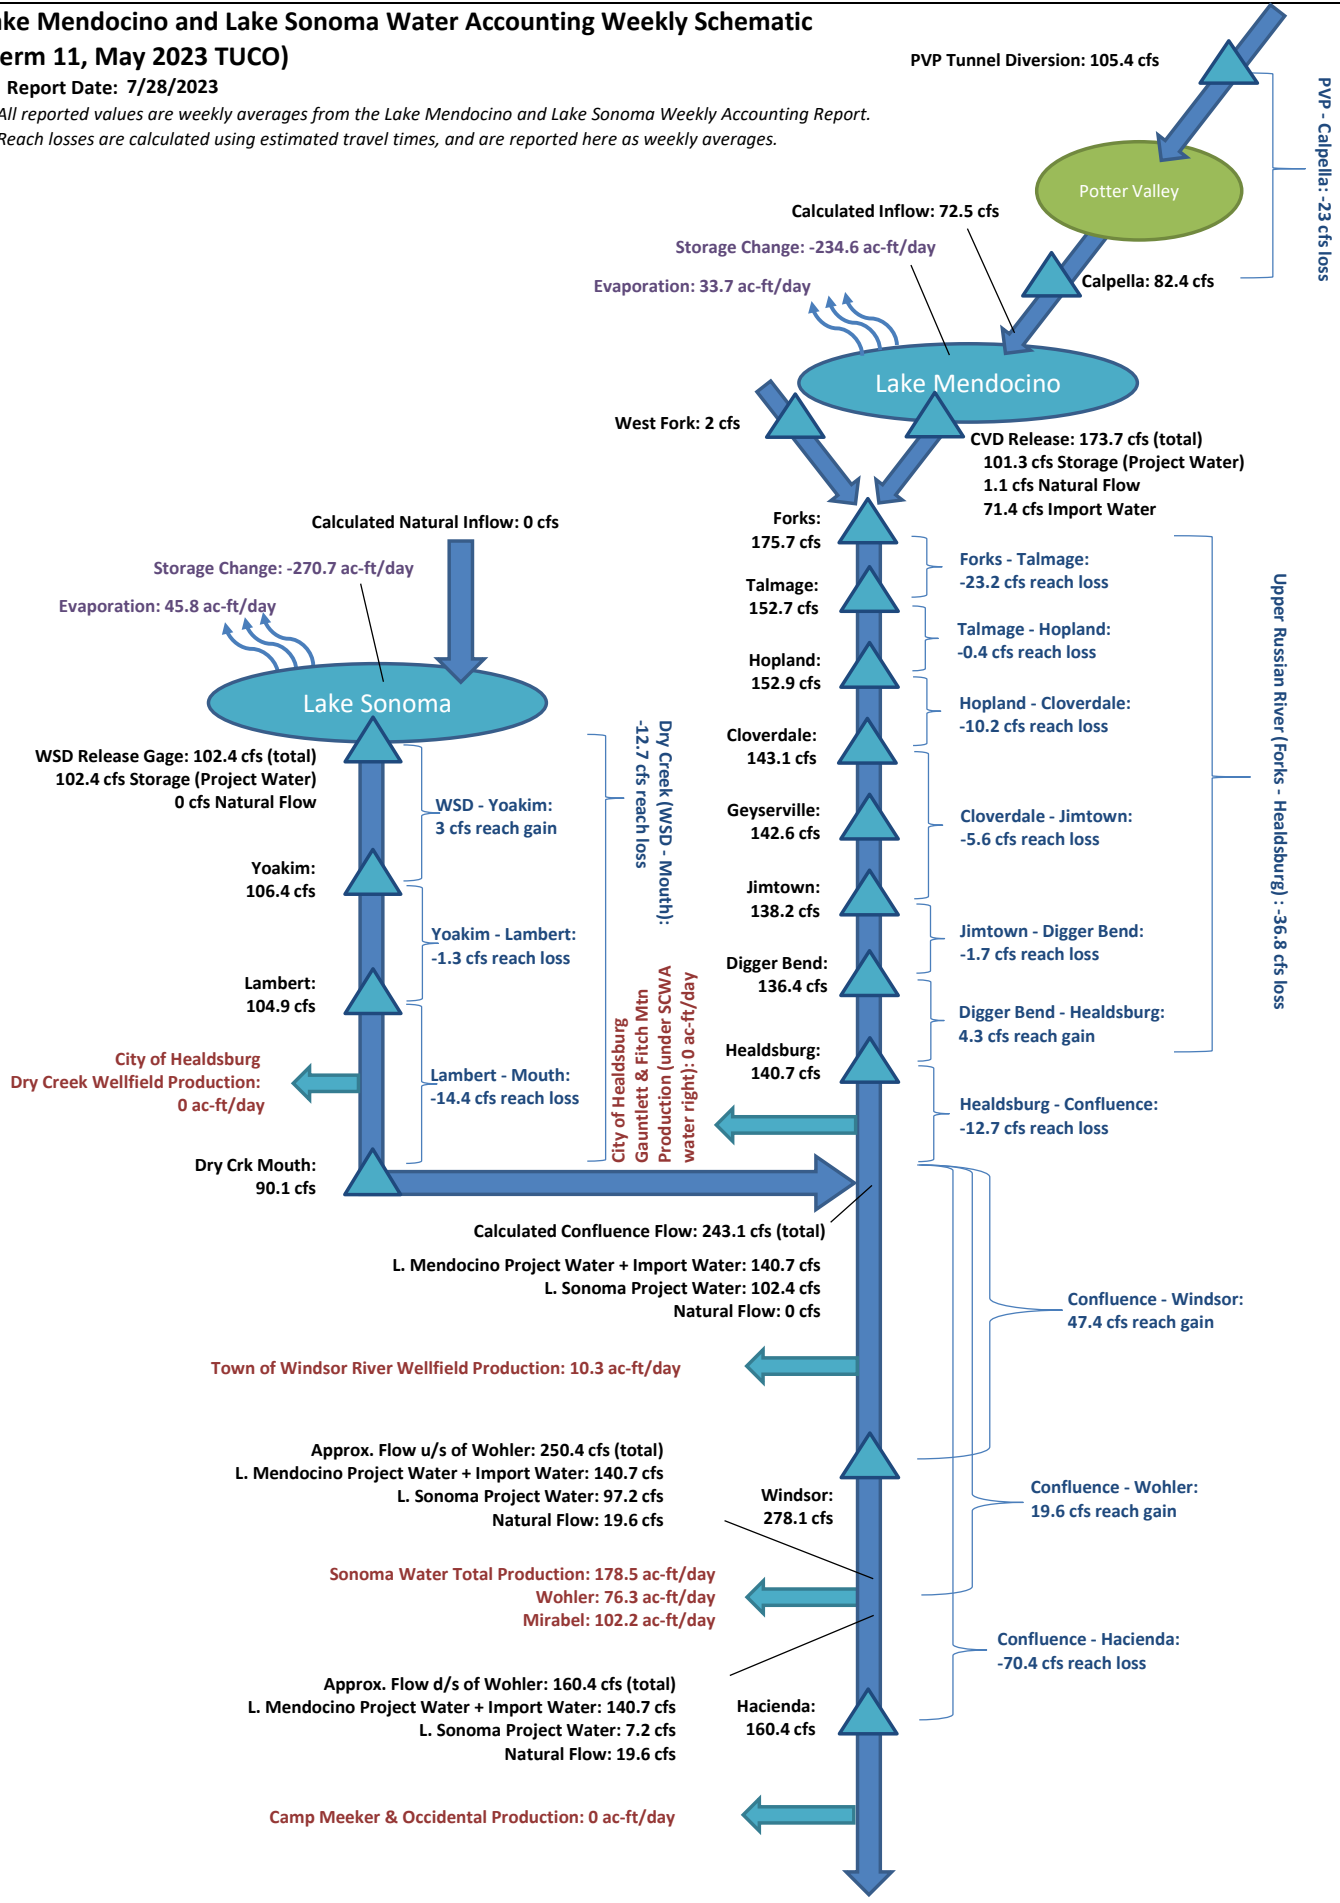 ake Mendocino and Lake Sonoma Water Accounting Weekly Schematic
erm 11, May 2023 TUCO)
Report Date: 7/28/2023
All reported values are weekly averages from the Lake Mendocino and Lake Sonoma Weekly Accounting Report.
Reach losses are calculated using estimated travel times, and are reported here as weekly averages.
PVP Tunnel Diversion: 105.4 cfs
PVP - Calpella: -23 cfs loss
Potter Valley
Calculated Inflow: 72.5 cfs
Storage Change: -234.6 ac-ft/day
Evaporation: 33.7 ac-ft/day
Calpella: 82.4 cfs
Lake Mendocino
West Fork: 2 cfs
CVD Release: 173.7 cfs (total)
101.3 cfs Storage (Project Water)
1.1 cfs Natural Flow
71.4 cfs Import Water
Calculated Natural Inflow: 0 cfs
Storage Change: -270.7 ac-ft/day
Evaporation: 45.8 ac-ft/day
Lake Sonoma
WSD Release Gage: 102.4 cfs (total)
102.4 cfs Storage (Project Water)
0 cfs Natural Flow
WSD - Yoakim:
3 cfs reach gain
Yoakim:
106.4 cfs
Yoakim - Lambert:
-1.3 cfs reach loss
Lambert:
104.9 cfs
City of Healdsburg
Dry Creek Wellfield Production:
0 ac-ft/day
Lambert - Mouth:
-14.4 cfs reach loss
Dry Crk Mouth:
90.1 cfs
Dry Creek (WSD - Mouth):
-12.7 cfs reach loss
City of Healdsburg
Gauntlett & Fitch Mtn
Production (under SCWA
water right): 0 ac-ft/day
Forks:
175.7 cfs
Forks - Talmage:
-23.2 cfs reach loss
Talmage:
152.7 cfs
Talmage - Hopland:
-0.4 cfs reach loss
Hopland:
152.9 cfs
Hopland - Cloverdale:
-10.2 cfs reach loss
Cloverdale:
143.1 cfs
Geyserville:
142.6 cfs
Cloverdale - Jimtown:
-5.6 cfs reach loss
Jimtown:
138.2 cfs
Jimtown - Digger Bend:
-1.7 cfs reach loss
Digger Bend:
136.4 cfs
Digger Bend - Healdsburg:
4.3 cfs reach gain
Healdsburg:
140.7 cfs
Healdsburg - Confluence:
-12.7 cfs reach loss
Upper Russian River (Forks - Healdsburg) : -36.8 cfs loss
Calculated Confluence Flow: 243.1 cfs (total)
L. Mendocino Project Water + Import Water: 140.7 cfs
L. Sonoma Project Water: 102.4 cfs
Natural Flow: 0 cfs
Confluence - Windsor:
47.4 cfs reach gain
Town of Windsor River Wellfield Production: 10.3 ac-ft/day
Approx. Flow u/s of Wohler: 250.4 cfs (total)
L. Mendocino Project Water + Import Water: 140.7 cfs
L. Sonoma Project Water: 97.2 cfs
Natural Flow: 19.6 cfs
Windsor:
278.1 cfs
Confluence - Wohler:
19.6 cfs reach gain
Sonoma Water Total Production: 178.5 ac-ft/day
Wohler: 76.3 ac-ft/day
Mirabel: 102.2 ac-ft/day
Confluence - Hacienda:
-70.4 cfs reach loss
Approx. Flow d/s of Wohler: 160.4 cfs (total)
L. Mendocino Project Water + Import Water: 140.7 cfs
L. Sonoma Project Water: 7.2 cfs
Natural Flow: 19.6 cfs
Hacienda:
160.4 cfs
Camp Meeker & Occidental Production: 0 ac-ft/day